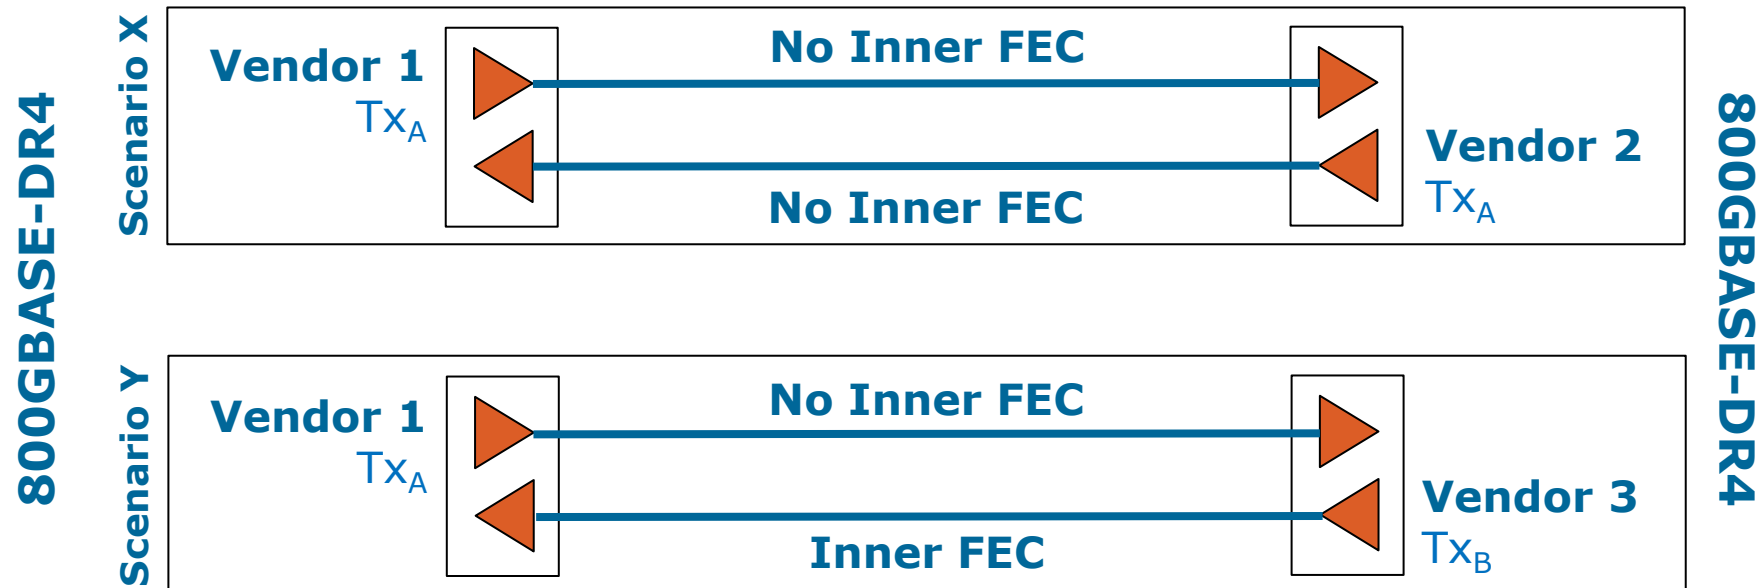 800GBASE-DR4
Scenario X
Vendor 1
TxA
No Inner FEC
No Inner FEC
Vendor 2
TxA
800GBASE-DR4
Scenario Y
Vendor 1
TxA
No Inner FEC
Inner FEC
Vendor 3
TxB